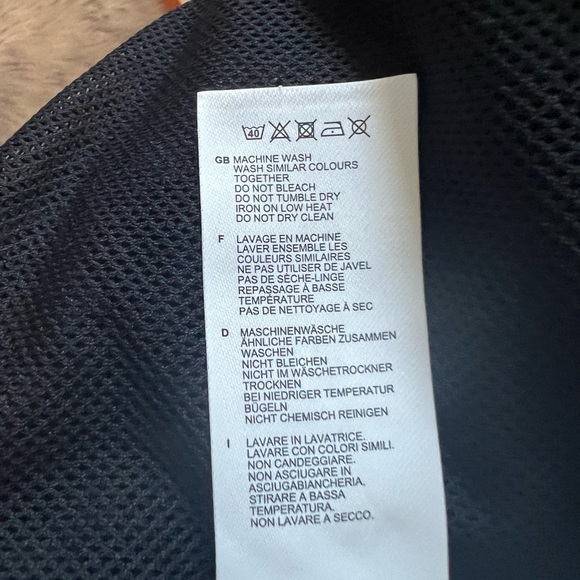 40
GB MACHINE WASH
WASH SIMILAR COLOURS
TOGETHER
DO NOT BLEACH
DO NOT TUMBLE DRY
IRON ON LOW HEAT
DO NOT DRY CLEAN
F LAVAGE EN MACHINE
LAVER ENSEMBLE LES
COULEURS SIMILAIRES
NE PAS UTILISER DE JAVEL
PAS DE SÈCHE-LINGE
REPASSAGE À BASSE
TEMPÉRATURE
PAS DE NETTOYAGE À SEC
D MASCHINENWÄSCHE
ÄHNLICHE FARBEN ZUSAMMEN
WASCHEN
NICHT BLEICHEN
NICHT IM WÄSCHETROCKNER
TROCKNEN
BEI NIEDRIGER TEMPERATUR
BÜGELN
NICHT CHEMISCH REINIGEN
I LAVARE IN LAVATRICE.
LAVARE CON COLORI SIMILI.
NON CANDEGGIARE.
NON ASCIUGARE IN
ASCIUGABIANCHERIA.
STIRARE A BASSA
TEMPERATURA.
NON LAVARE A SECCO.